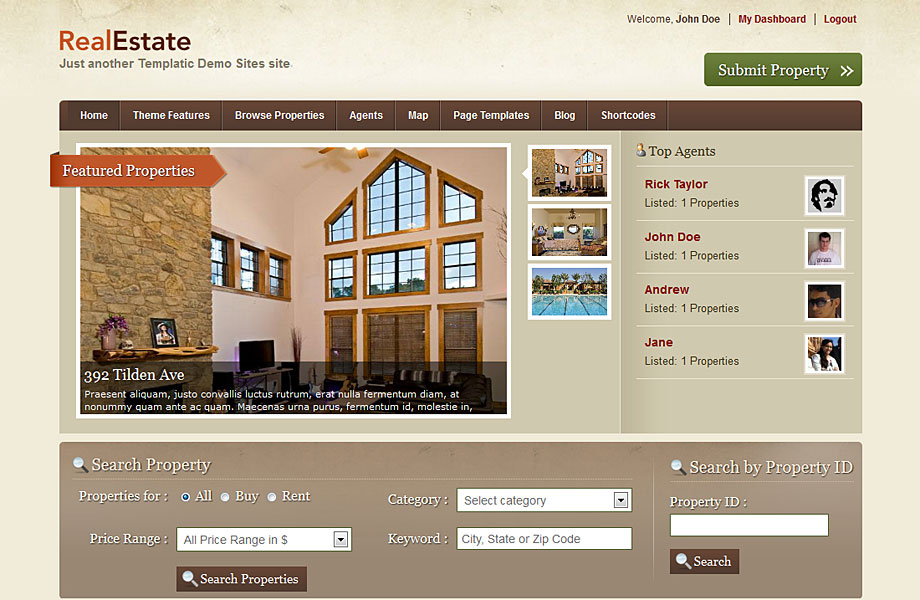 Welcome, John Doe | My Dashboard | Logout
RealEstate
Just another Templatic Demo Sites site
Submit Property »
Home
Theme Features
Browse Properties
Agents
Map
Page Templates
Blog
Shortcodes
Featured Properties
392 Tilden Ave
Praesent aliquam, justo convallis luctus rutrum, erat nulla fermentum diam, at
nonummy quam ante ac quam. Maecenas urna purus, fermentum id, molestie in,
Top Agents
Rick Taylor
Listed: 1 Properties
John Doe
Listed: 1 Properties
Andrew
Listed: 1 Properties
Jane
Listed: 1 Properties
Search Property
Properties for : All Buy Rent
Category : Select category
Price Range : All Price Range in $
Keyword : City, State or Zip Code
Search Properties
Search by Property ID
Property ID :
Search